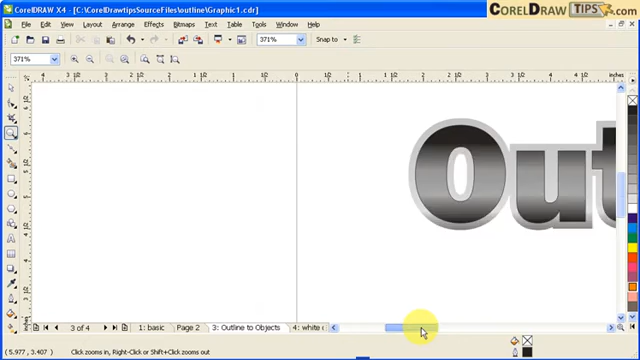 CorelDRAW X4 - [C:\CorelDrawtipsSourceFiles\outline\Graphic1.cdr]
CORELDRAW TIPS.com
File Edit View Layout Arrange Effects Bitmaps Text Table Tools Window Help
371% Snap to
371%
inches
Out
3 of 4 1: basic Page 2 3: Outline to Objects 4: white
(5.977, 3.407) Click zooms in, Right-Click or Shift+Click zooms out